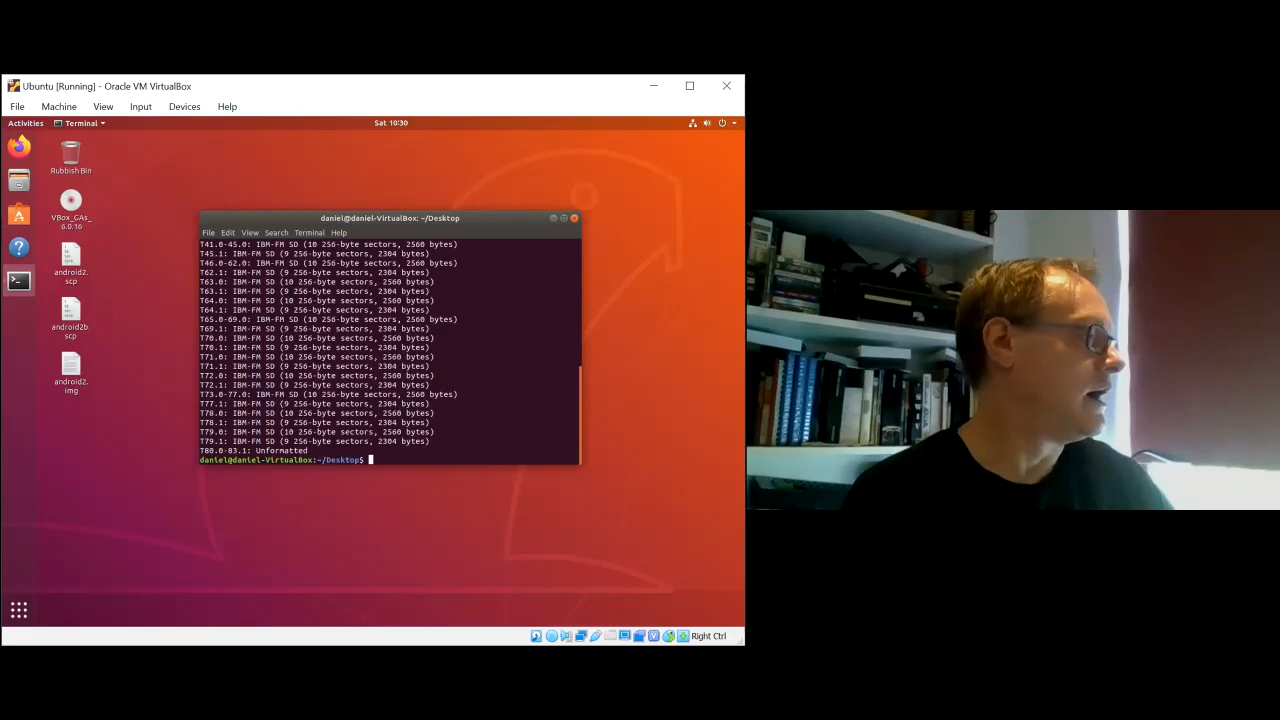 Ubuntu [Running] - Oracle VM VirtualBox
File Machine View Input Devices Help
Activities Terminal Sat 10:30
Rubbish Bin
VBox_GAs_
6.0.16
android2.
scp
android2b.
scp
android2.
img
daniel@daniel-VirtualBox: ~/Desktop
File Edit View Search Terminal Help
T41.0-45.0: IBM-FM SD (10 256-byte sectors, 2560 bytes)
T45.1: IBM-FM SD (9 256-byte sectors, 2304 bytes)
T46.0-62.0: IBM-FM SD (10 256-byte sectors, 2560 bytes)
T62.1: IBM-FM SD (9 256-byte sectors, 2304 bytes)
T63.0: IBM-FM SD (10 256-byte sectors, 2560 bytes)
T63.1: IBM-FM SD (9 256-byte sectors, 2304 bytes)
T64.0: IBM-FM SD (10 256-byte sectors, 2560 bytes)
T64.1: IBM-FM SD (9 256-byte sectors, 2304 bytes)
T65.0-69.0: IBM-FM SD (10 256-byte sectors, 2560 bytes)
T69.1: IBM-FM SD (9 256-byte sectors, 2304 bytes)
T70.0: IBM-FM SD (10 256-byte sectors, 2560 bytes)
T70.1: IBM-FM SD (9 256-byte sectors, 2304 bytes)
T71.0: IBM-FM SD (10 256-byte sectors, 2560 bytes)
T71.1: IBM-FM SD (9 256-byte sectors, 2304 bytes)
T72.0: IBM-FM SD (10 256-byte sectors, 2560 bytes)
T72.1: IBM-FM SD (9 256-byte sectors, 2304 bytes)
T73.0-77.0: IBM-FM SD (10 256-byte sectors, 2560 bytes)
T77.1: IBM-FM SD (9 256-byte sectors, 2304 bytes)
T78.0: IBM-FM SD (10 256-byte sectors, 2560 bytes)
T78.1: IBM-FM SD (9 256-byte sectors, 2304 bytes)
T79.0: IBM-FM SD (10 256-byte sectors, 2560 bytes)
T79.1: IBM-FM SD (9 256-byte sectors, 2304 bytes)
T80.0-83.1: Unformatted
daniel@daniel-VirtualBox:~/Desktop$
Right Ctrl